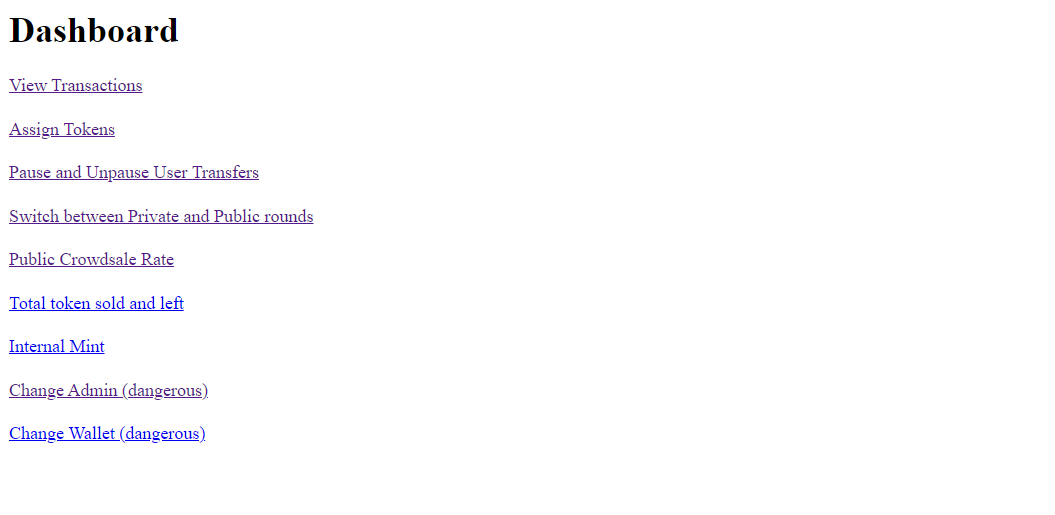 Dashboard
View Transactions
Assign Tokens
Pause and Unpause User Transfers
Switch between Private and Public rounds
Public Crowdsale Rate
Total token sold and left
Internal Mint
Change Admin (dangerous)
Change Wallet (dangerous)